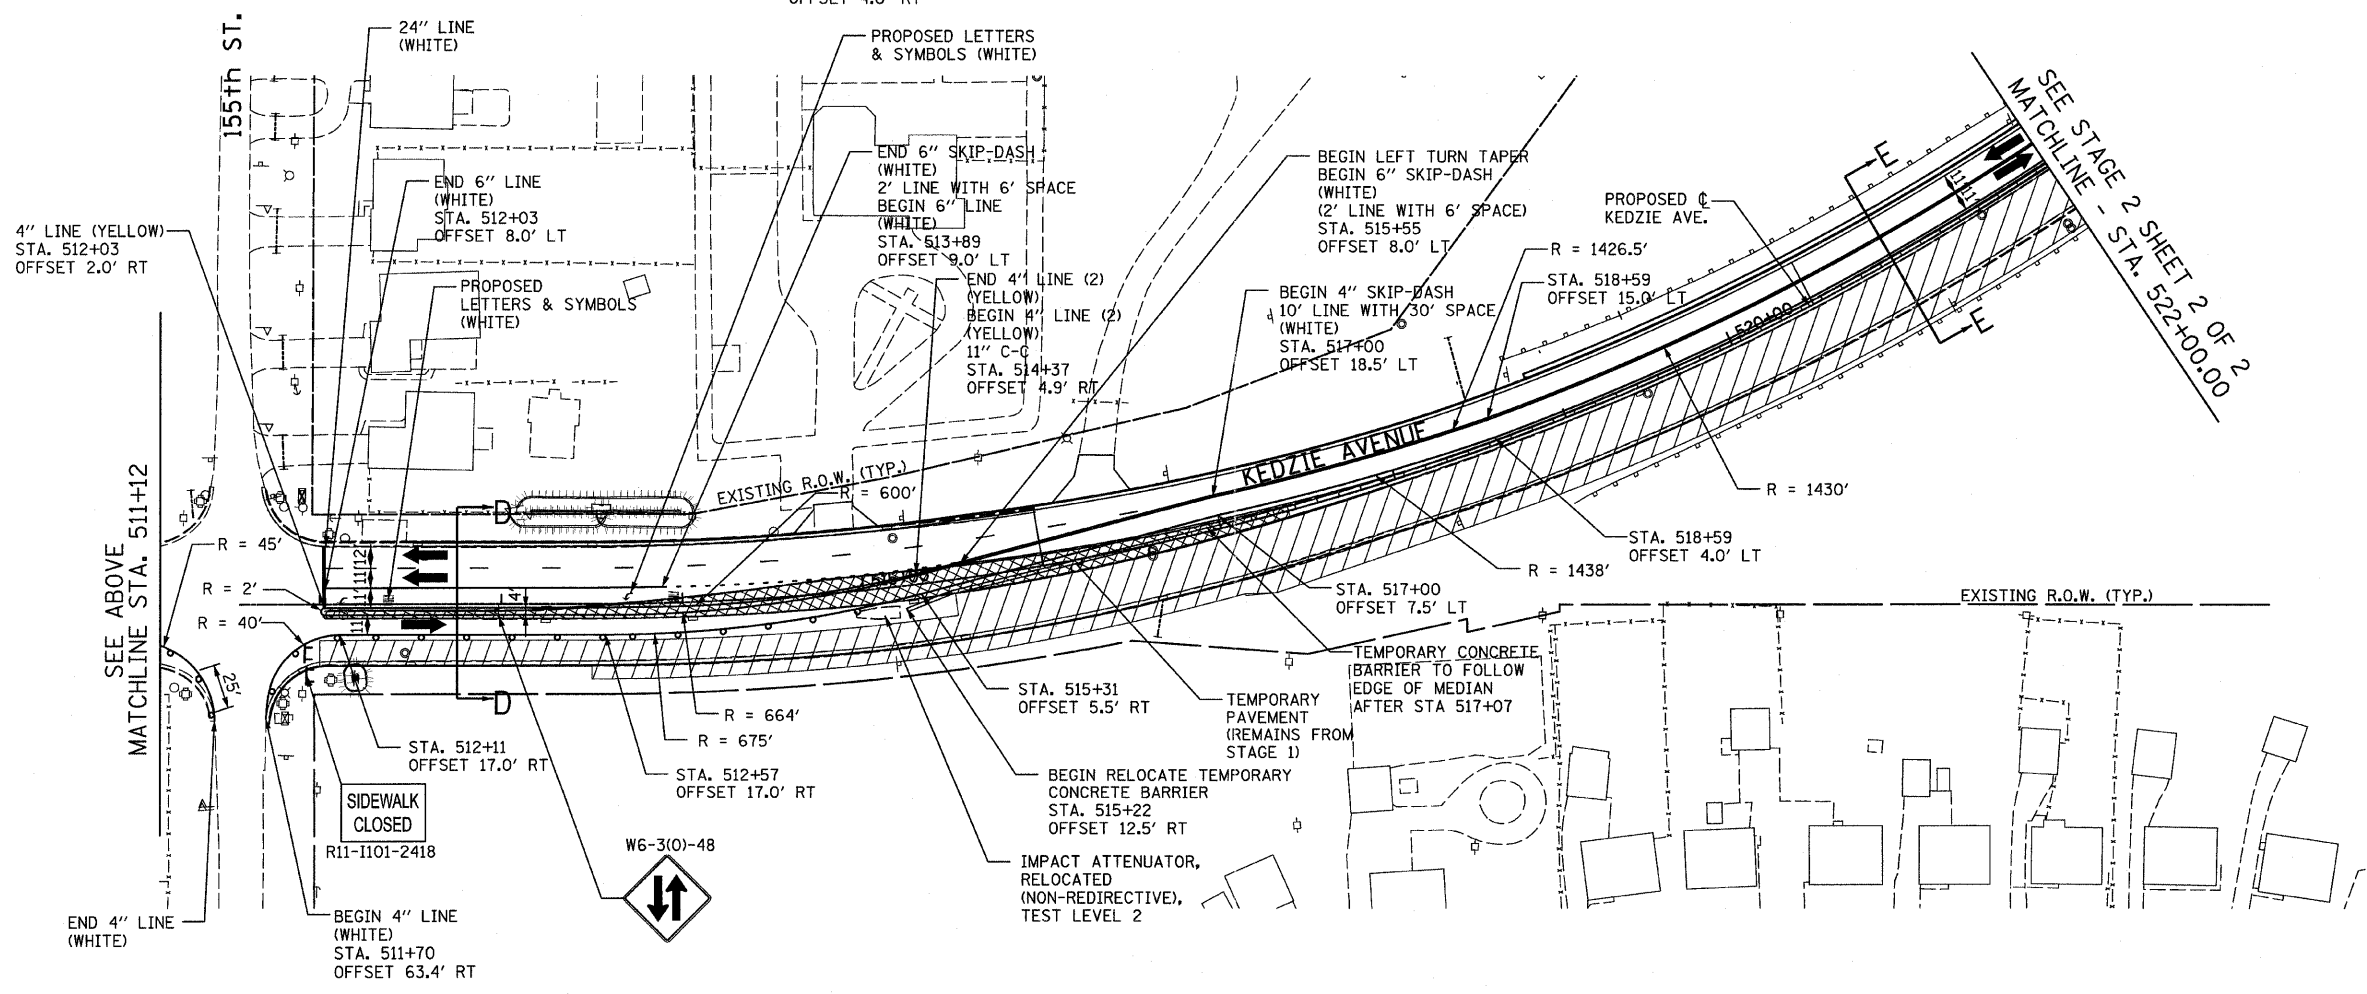 155th ST.
24" LINE
(WHITE)
PROPOSED LETTERS
& SYMBOLS (WHITE)
END 6" LINE
(WHITE)
STA. 512+03
OFFSET 8.0' LT
4" LINE (YELLOW)
STA. 512+03
OFFSET 2.0' RT
PROPOSED
LETTERS & SYMBOLS
(WHITE)
END 6" SKIP-DASH
(WHITE)
2' LINE WITH 6' SPACE
BEGIN 6" LINE
(WHITE)
STA. 513+89
OFFSET 9.0' LT
END 4" LINE (2)
(YELLOW)
BEGIN 4" LINE (2)
(YELLOW)
11" C-C
STA. 514+37
OFFSET 4.9' RT
BEGIN LEFT TURN TAPER
BEGIN 6" SKIP-DASH
(WHITE)
(2' LINE WITH 6' SPACE)
STA. 515+55
OFFSET 8.0' LT
BEGIN 4" SKIP-DASH
10' LINE WITH 30' SPACE
(WHITE)
STA. 517+00
OFFSET 18.5' LT
PROPOSED ℄
KEDZIE AVE.
R = 1426.5'
STA. 518+59
OFFSET 15.0' LT
E
E
11'
11'
520+00
SEE STAGE 2 SHEET 2 OF 2
MATCHLINE - STA. 522+00.00
KEDZIE AVENUE
EXISTING R.O.W. (TYP.)
R = 600'
R = 1430'
STA. 518+59
OFFSET 4.0' LT
R = 1438'
STA. 517+00
OFFSET 7.5' LT
EXISTING R.O.W. (TYP.)
SEE ABOVE
MATCHLINE STA. 511+12
R = 45'
R = 2'
R = 40'
12'
11'
11'
11'
4'
D
D
25'
TEMPORARY CONCRETE
BARRIER TO FOLLOW
EDGE OF MEDIAN
AFTER STA 517+07
TEMPORARY
PAVEMENT
(REMAINS FROM
STAGE 1)
STA. 515+31
OFFSET 5.5' RT
R = 664'
R = 675'
STA. 512+11
OFFSET 17.0' RT
STA. 512+57
OFFSET 17.0' RT
BEGIN RELOCATE TEMPORARY
CONCRETE BARRIER
STA. 515+22
OFFSET 12.5' RT
SIDEWALK
CLOSED
R11-I101-2418
W6-3(O)-48
IMPACT ATTENUATOR,
RELOCATED
(NON-REDIRECTIVE),
TEST LEVEL 2
END 4" LINE
(WHITE)
BEGIN 4" LINE
(WHITE)
STA. 511+70
OFFSET 63.4' RT